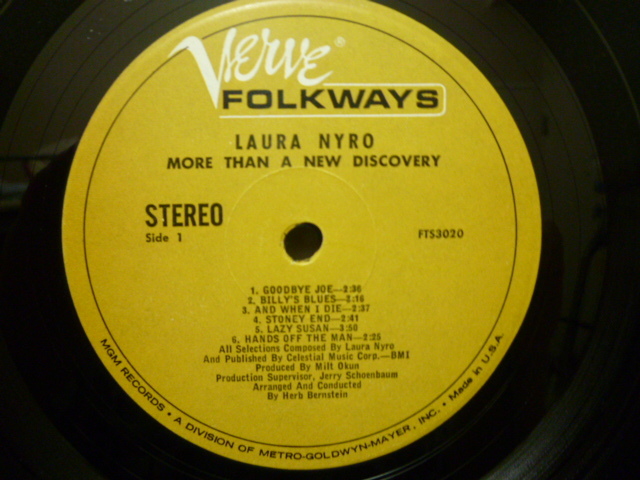 Verve®
FOLKWAYS
LAURA NYRO
MORE THAN A NEW DISCOVERY
STEREO
Side 1
FTS3020
1. GOODBYE JOE—2:36
2. BILLY'S BLUES—3:16
3. AND WHEN I DIE—2:37
4. STONEY END—2:41
5. LAZY SUSAN—3:50
6. HANDS OFF THE MAN—2:25
All Selections Composed By Laura Nyro
And Published By Celestial Music Corp.—BMI
Produced By Milt Okun
Production Supervisor, Jerry Schoenbaum
Arranged And Conducted
By Herb Bernstein
MGM RECORDS • A DIVISION OF METRO-GOLDWYN-MAYER, INC. • Made in U.S.A.